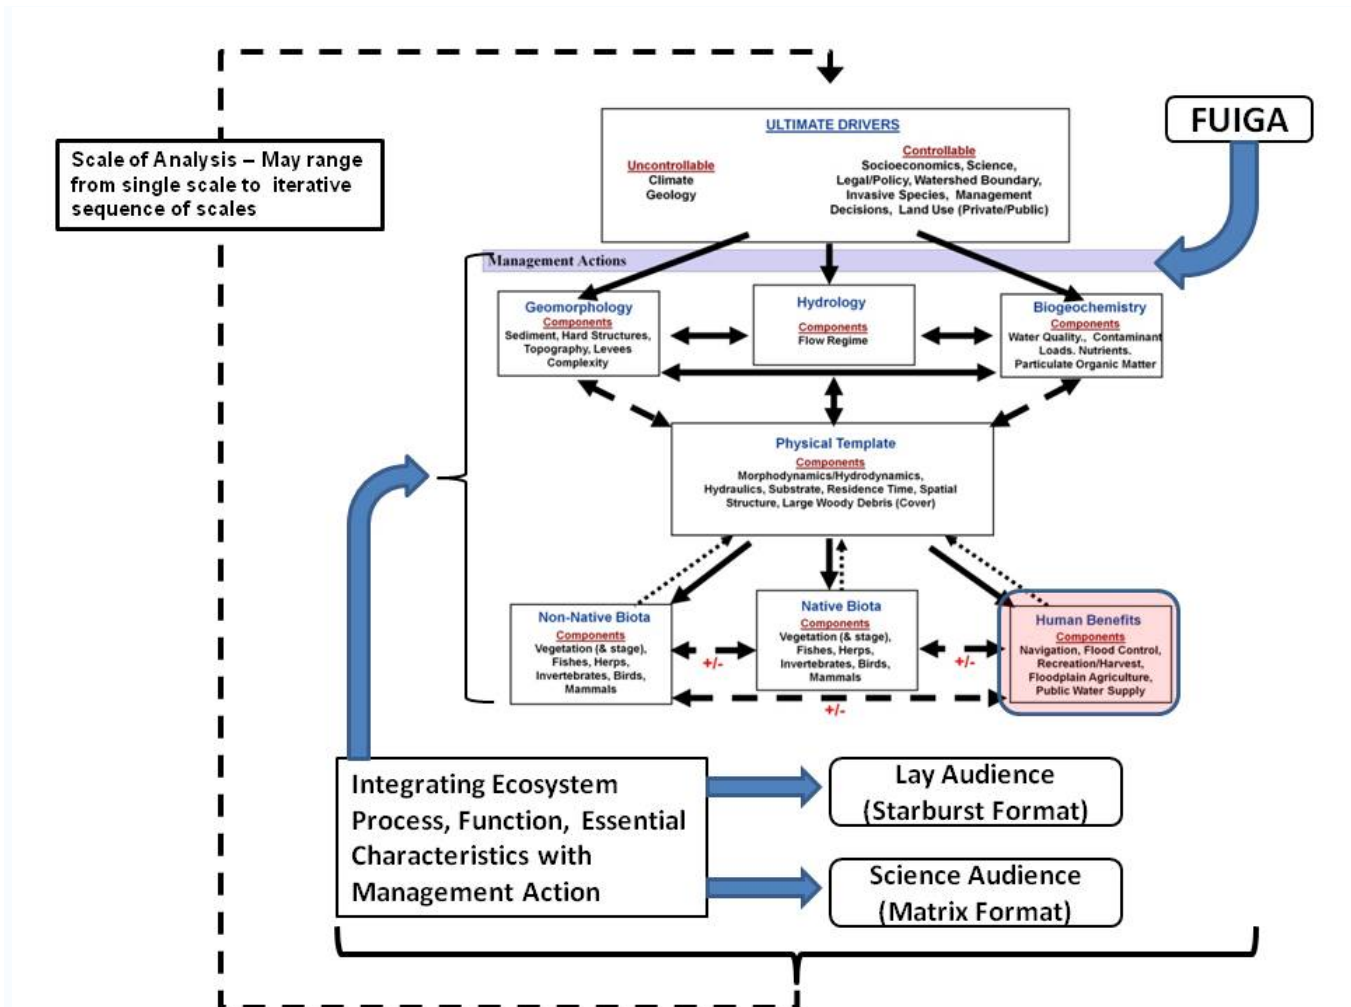 FUIGA
Scale of Analysis – May range
from single scale to iterative
sequence of scales
ULTIMATE DRIVERS
Uncontrollable
Climate
Geology
Controllable
Socioeconomics, Science,
Legal/Policy, Watershed Boundary,
Invasive Species, Management
Decisions, Land Use (Private/Public)
Management Actions
Geomorphology
Components
Sediment, Hard Structures,
Topography, Levees
Complexity
Hydrology
Components
Flow Regime
Biogeochemistry
Components
Water Quality., Contaminant
Loads. Nutrients.
Particulate Organic Matter
Physical Template
Components
Morphodynamics/Hydrodynamics,
Hydraulics, Substrate, Residence Time, Spatial
Structure, Large Woody Debris (Cover)
Non-Native Biota
Components
Vegetation (& stage),
Fishes, Herps,
Invertebrates, Birds,
Mammals
+/-
Native Biota
Components
Vegetation (& stage),
Fishes, Herps,
Invertebrates, Birds,
Mammals
+/-
Human Benefits
Components
Navigation, Flood Control,
Recreation/Harvest,
Floodplain Agriculture,
Public Water Supply
+/-
Integrating Ecosystem
Process, Function, Essential
Characteristics with
Management Action
Lay Audience
(Starburst Format)
Science Audience
(Matrix Format)